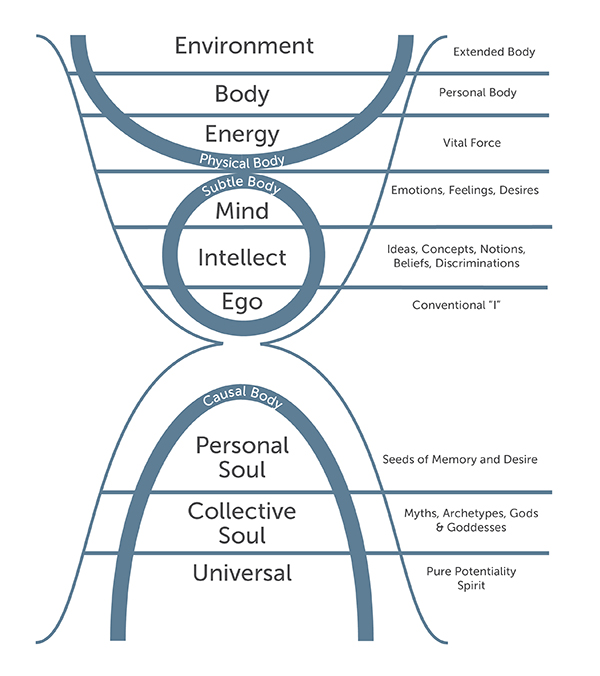 Environment
Extended Body
Body
Personal Body
Energy
Vital Force
Physical Body
Subtle Body
Emotions, Feelings, Desires
Mind
Intellect
Ideas, Concepts, Notions,
Beliefs, Discriminations
Ego
Conventional "I"
Causal Body
Personal
Soul
Seeds of Memory and Desire
Collective
Soul
Myths, Archetypes, Gods
& Goddesses
Universal
Pure Potentiality
Spirit